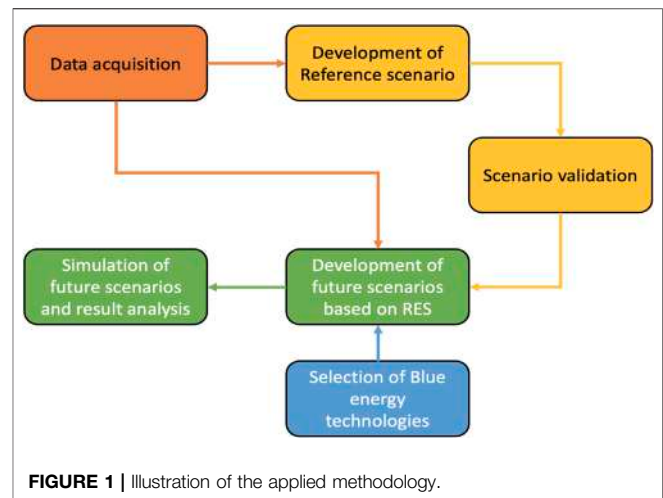 Data acquisition
Development of
Reference scenario
Scenario validation
Simulation of
future scenarios
and result analysis
Development of
future scenarios
based on RES
Selection of Blue
energy
technologies
FIGURE 1 | Illustration of the applied methodology.